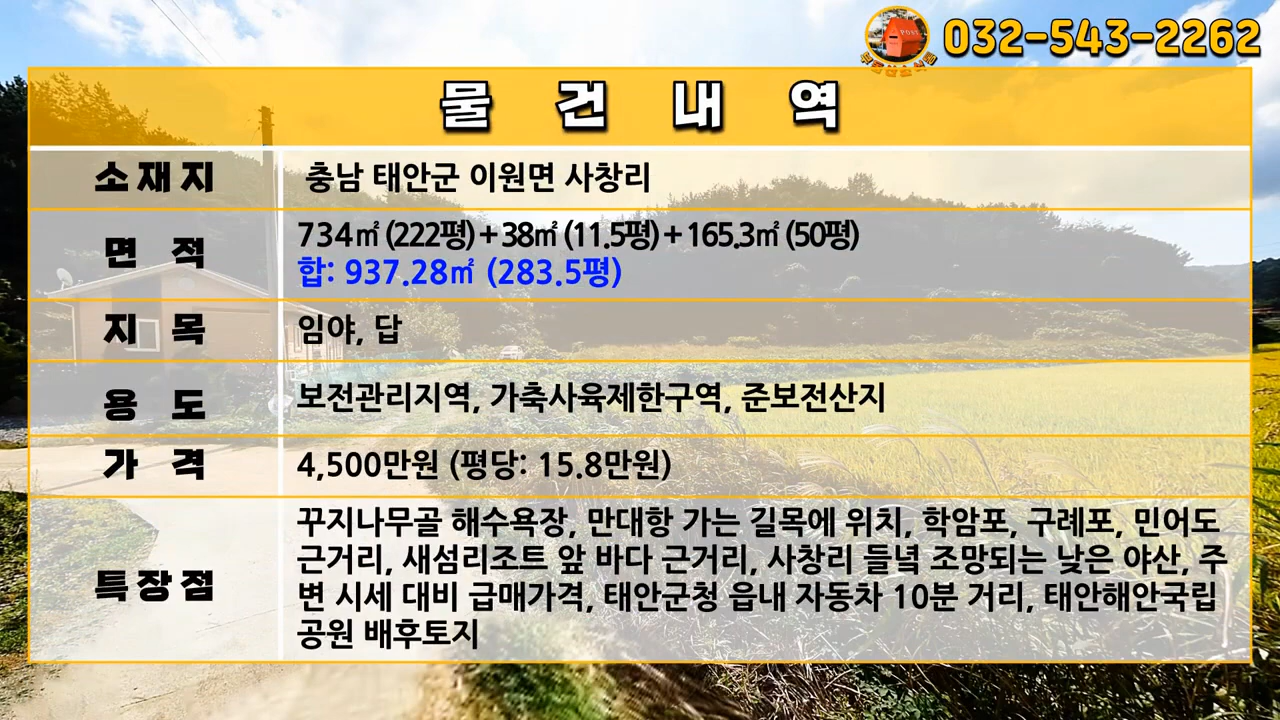 032-543-2262
POST
물 건 내 역
소재지
충남 태안군 이원면 사창리
면 적
734㎡ (222평) + 38㎡ (11.5평) + 165.3㎡ (50평)
합: 937.28㎡ (283.5평)
지 목
임야, 답
용 도
보전관리지역, 가축사육제한구역, 준보전산지
가 격
4,500만원 (평당: 15.8만원)
특장점
꾸지나무골 해수욕장, 만대항 가는 길목에 위치, 학암포, 구례포, 민어도
근거리, 새섬리조트 앞 바다 근거리, 사창리 들녘 조망되는 낮은 야산, 주
변 시세 대비 급매가격, 태안군청 읍내 자동차 10분 거리, 태안해안국립
공원 배후토지